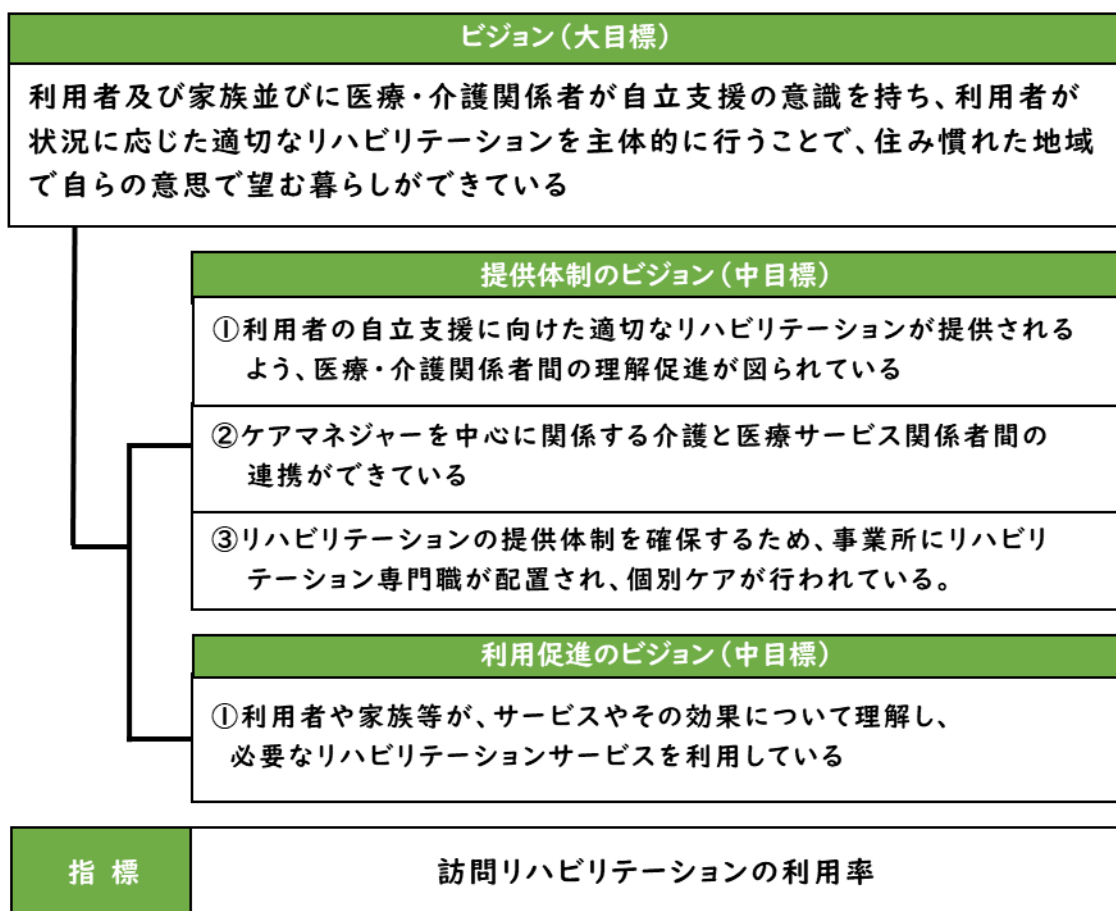 ビジョン（大目標）
利用者及び家族並びに医療・介護関係者が自立支援の意識を持ち、利用者が
状況に応じた適切なリハビリテーションを主体的に行うことで、住み慣れた地域
で自らの意思で望む暮らしができている
提供体制のビジョン（中目標）
①利用者の自立支援に向けた適切なリハビリテーションが提供される
よう、医療・介護関係者間の理解促進が図られている
②ケアマネジャーを中心に関係する介護と医療サービス関係者間の
連携ができている
③リハビリテーションの提供体制を確保するため、事業所にリハビリ
テーション専門職が配置され、個別ケアが行われている。
利用促進のビジョン（中目標）
①利用者や家族等が、サービスやその効果について理解し、
必要なリハビリテーションサービスを利用している
指 標
訪問リハビリテーションの利用率